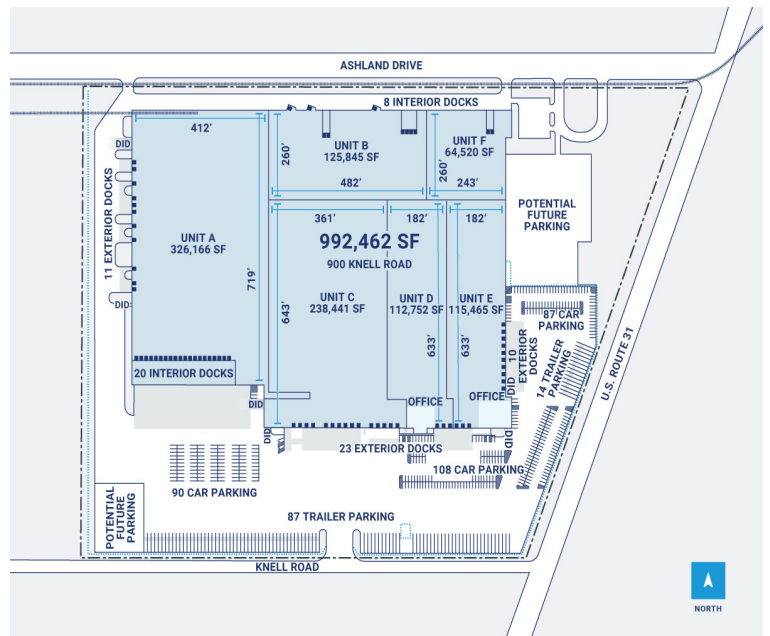 ASHLAND DRIVE
8 INTERIOR DOCKS
412'
DID
260'
UNIT B
125,845 SF
482'
UNIT F
64,520 SF
260'
243'
11 EXTERIOR DOCKS
UNIT A
326,166 SF
719'
DID
361'
182'
182'
992,462 SF
900 KNELL ROAD
643'
UNIT C
238,441 SF
UNIT D
112,752 SF
633'
UNIT E
115,465 SF
633'
POTENTIAL
FUTURE
PARKING
87 CAR
PARKING
10
EXTERIOR
DOCKS
DID
14 TRAILER
PARKING
U.S. ROUTE 31
20 INTERIOR DOCKS
DID
OFFICE
OFFICE
DID
23 EXTERIOR DOCKS
DID
108 CAR PARKING
90 CAR PARKING
POTENTIAL
FUTURE
PARKING
87 TRAILER PARKING
KNELL ROAD
NORTH